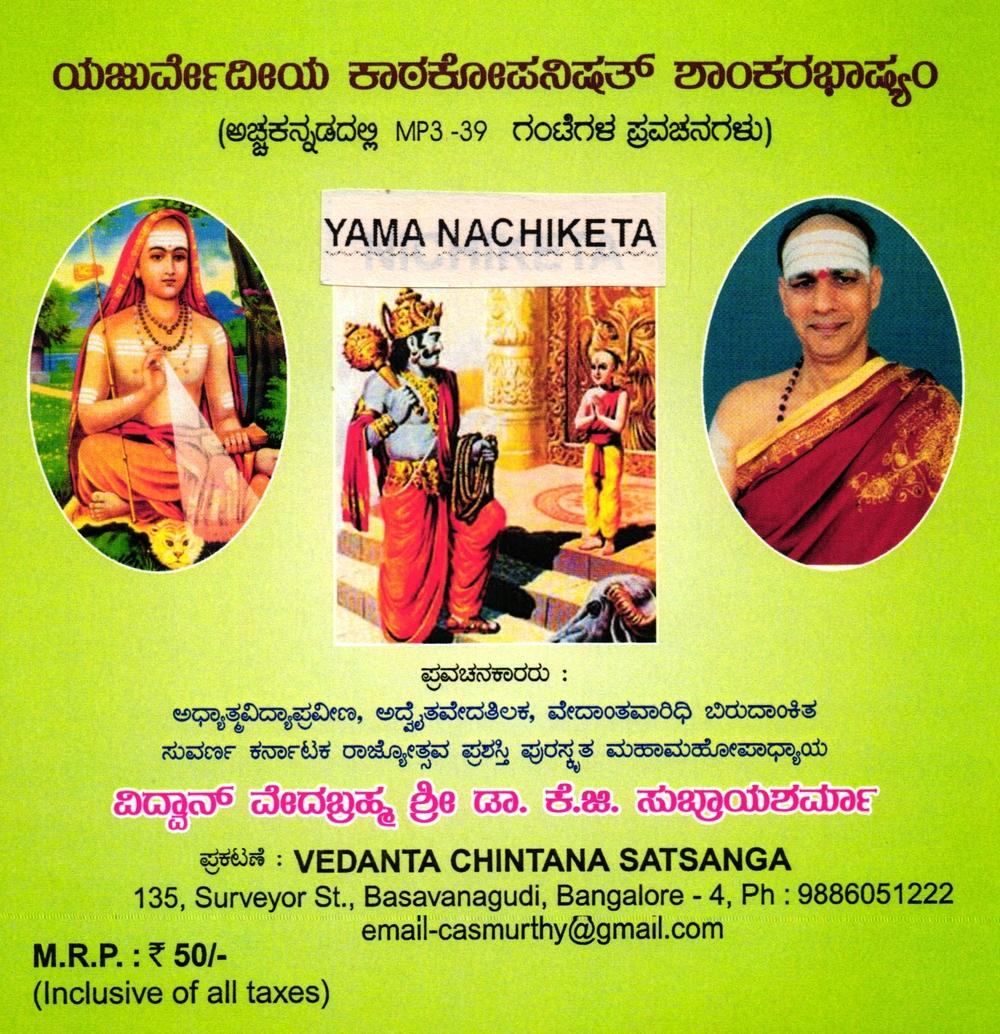 ಯಜುರ್ವೇದೀಯ ಕಾಠಕೋಪನಿಷತ್ ಶಾಂಕರಭಾಷ್ಯಂ
(ಅಚ್ಚಕನ್ನಡದಲ್ಲಿ MP3 -39 ಗಂಟೆಗಳ ಪ್ರವಚನಗಳು)
YAMA NACHIKETA
ಪ್ರವಚನಕಾರರು :
ಅಧ್ಯಾತ್ಮವಿದ್ಯಾಪ್ರವೀಣ, ಅದ್ವೈತವೇದತಿಲಕ, ವೇದಾಂತವಾರಿಧಿ ಬಿರುದಾಂಕಿತ
ಸುವರ್ಣ ಕರ್ನಾಟಕ ರಾಜ್ಯೋತ್ಸವ ಪ್ರಶಸ್ತಿ ಪುರಸ್ಕೃತ ಮಹಾಮಹೋಪಾಧ್ಯಾಯ
ವಿದ್ವಾನ್ ವೇದಬ್ರಹ್ಮ ಶ್ರೀ ಡಾ. ಕೆ.ಜಿ. ಸುಬ್ರಾಯಶರ್ಮಾ
ಪ್ರಕಟಣೆ : VEDANTA CHINTANA SATSANGA
135, Surveyor St., Basavanagudi, Bangalore - 4, Ph : 9886051222
email-casmurthy@gmail.com
M.R.P. : ₹ 50/-
(Inclusive of all taxes)